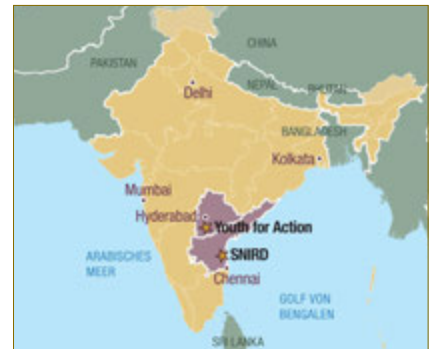 CHINA
PAKISTAN
Delhi
NEPAL
BHUTAN
BANGLADESH
Kolkata
Mumbai
Hyderabad
Youth for Action
ARABISCHES
MEER
SNIRD
Chennai
GOLF VON
BENGALEN
SRI LANKA